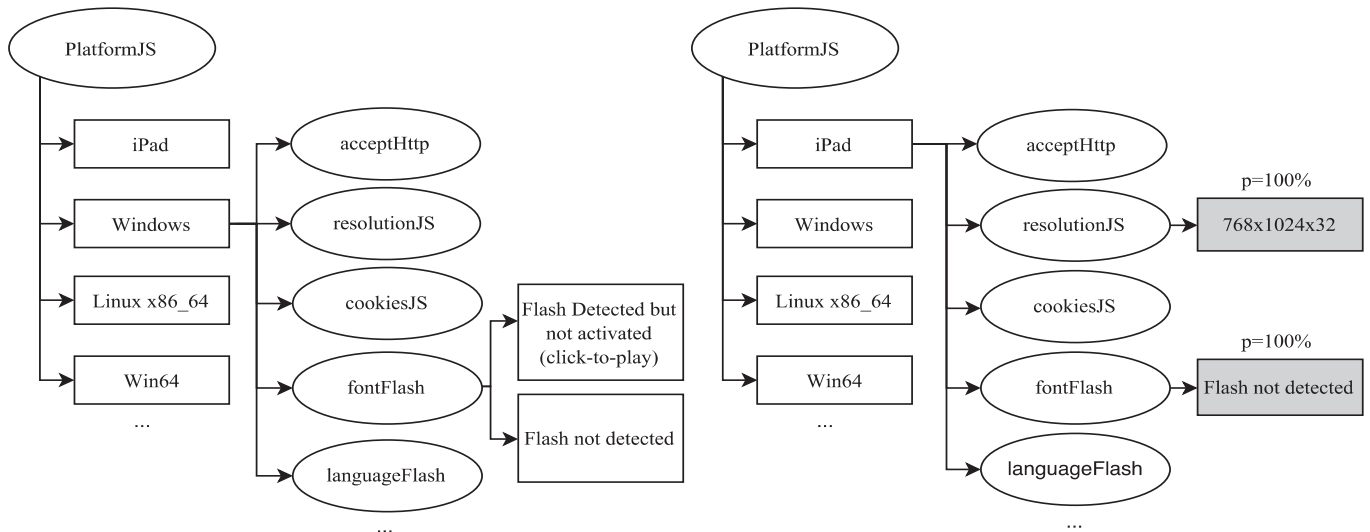 PlatformJS
iPad
Windows
Linux x86_64
Win64
...
acceptHttp
resolutionJS
cookiesJS
fontFlash
languageFlash
...
Flash Detected but
not activated
(click-to-play)
Flash not detected
PlatformJS
iPad
Windows
Linux x86_64
Win64
...
acceptHttp
resolutionJS
cookiesJS
fontFlash
languageFlash
...
p=100%
768x1024x32
p=100%
Flash not detected